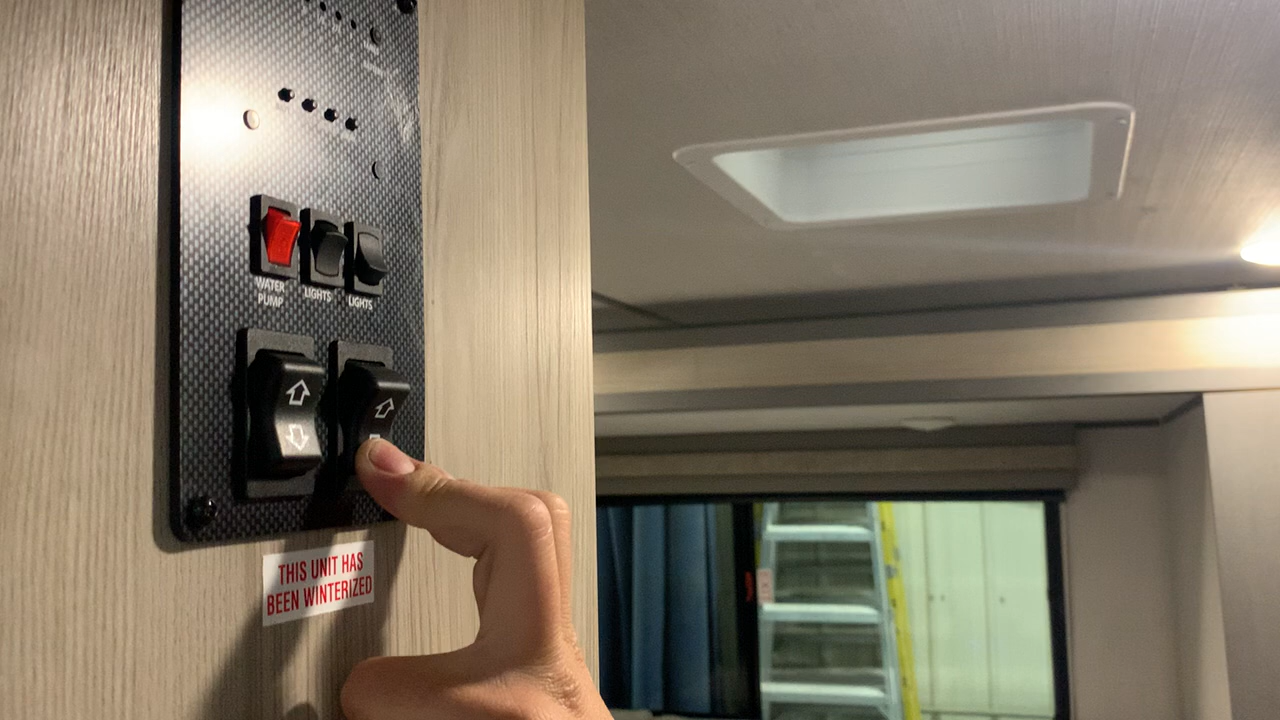 WATER
PUMP
LIGHTS
LIGHTS
THIS UNIT HAS
BEEN WINTERIZED